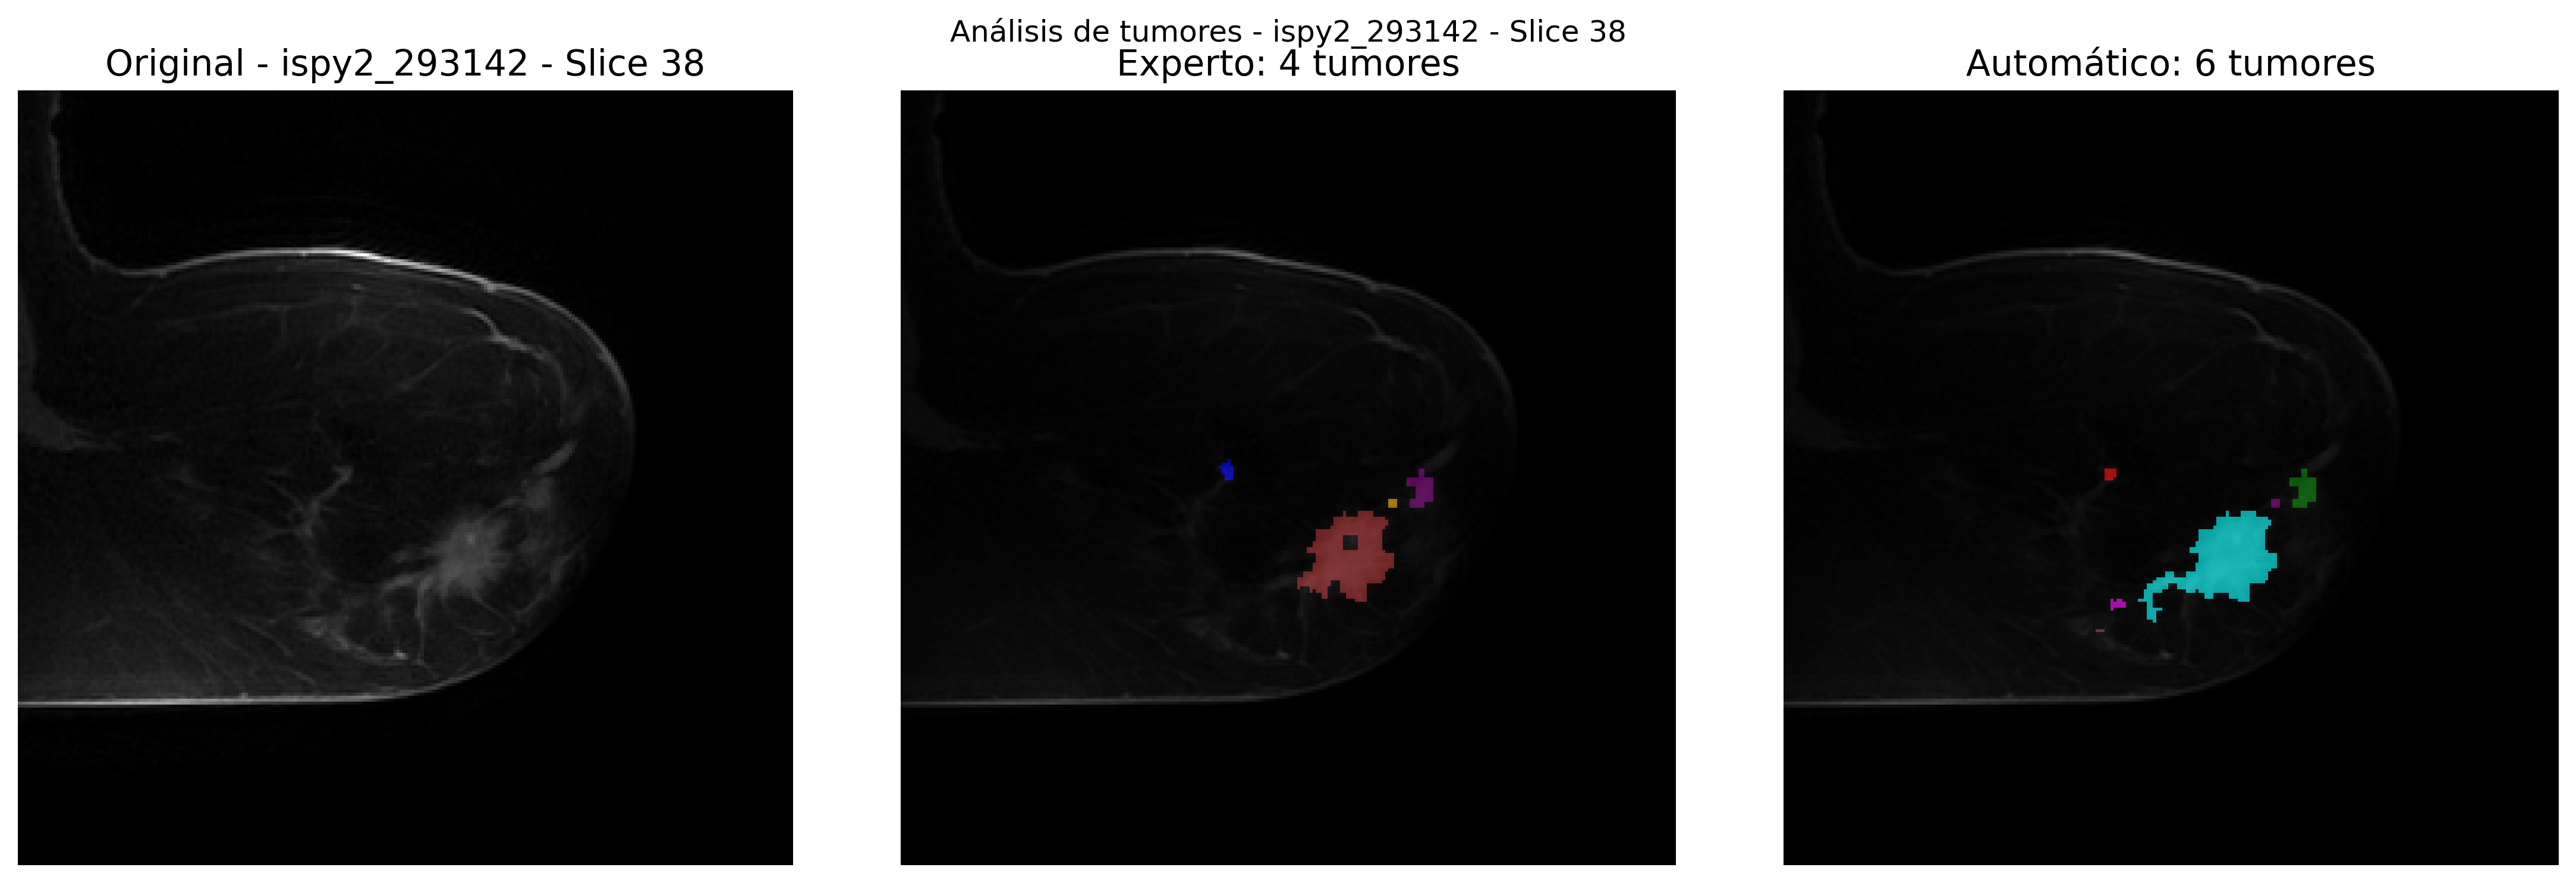 Análisis de tumores - ispy2_293142 - Slice 38
Original - ispy2_293142 - Slice 38
Experto: 4 tumores
Automático: 6 tumores